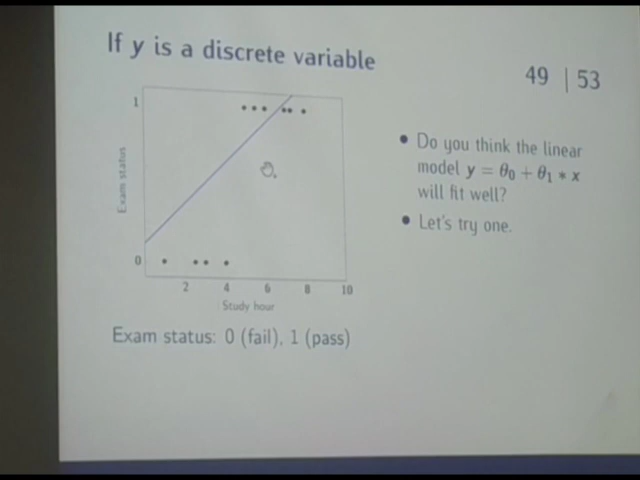 If y is a discrete variable
49 | 53
1
Exam status
0
2 4 6 8 10
Study hour
Exam status: 0 (fail), 1 (pass)
• Do you think the linear
model y = θ₀ + θ₁ * x
will fit well?
• Let's try one.